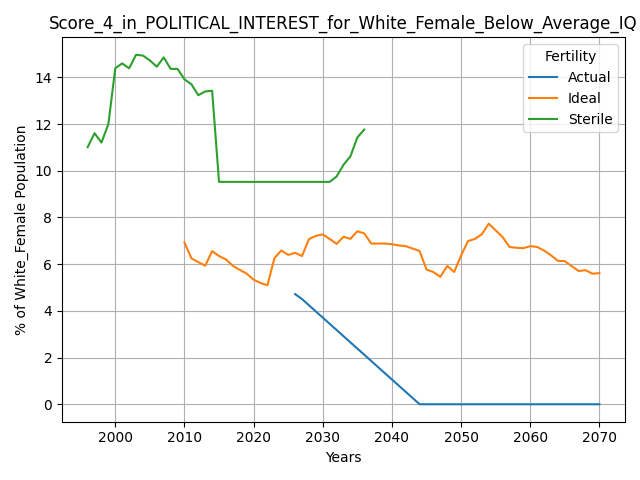 Score_4_in_POLITICAL_INTEREST_for_White_Female_Below_Average_IQ
% of White_Female Population
14
12
10
8
6
4
2
0
Fertility
Actual
Ideal
Sterile
2000 2010 2020 2030 2040 2050 2060 2070
Years